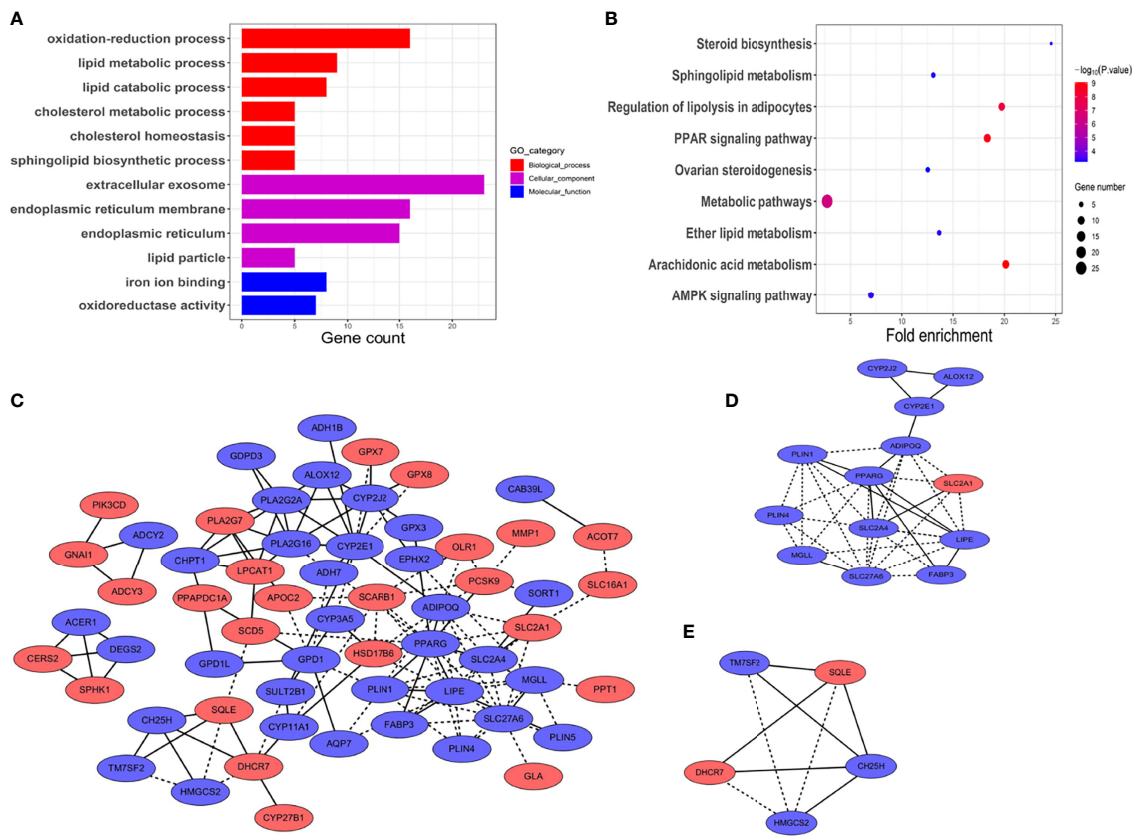 A
oxidation-reduction process
lipid metabolic process
lipid catabolic process
cholesterol metabolic process
cholesterol homeostasis
sphingolipid biosynthetic process
extracellular exosome
endoplasmic reticulum membrane
endoplasmic reticulum
lipid particle
iron ion binding
oxidoreductase activity
0 5 10 15 20
Gene count
GO_category
Biological_process
Cellular_component
Molecular_function
B
Steroid biosynthesis
Sphingolipid metabolism
Regulation of lipolysis in adipocytes
PPAR signaling pathway
Ovarian steroidogenesis
Metabolic pathways
Ether lipid metabolism
Arachidonic acid metabolism
AMPK signaling pathway
5 10 15 20 25
Fold enrichment
−log10(P.value)
9
8
7
6
5
4
Gene number
5
10
15
20
25
C
ADH1B
GDPD3
GPX7
ALOX12
GPX8
CYP2J2
PLA2G2A
CAB39L
PIK3CD
PLA2G7
GPX3
ADCY2
PLA2G16
CYP2E1
MMP1
ACOT7
GNAI1
OLR1
CHPT1
EPHX2
LPCAT1
ADH7
PCSK9
SLC16A1
ADCY3
PPAPDC1A
APOC2
SCARB1
SORT1
ADIPOQ
ACER1
CYP3A5
SLC2A1
SCD5
PPARG
DEGS2
HSD17B6
CERS2
GPD1L
GPD1
SLC2A4
MGLL
SPHK1
SULT2B1
PLIN1
LIPE
PPT1
SQLE
CH25H
CYP11A1
FABP3
SLC27A6
AQP7
PLIN4
PLIN5
TM7SF2
DHCR7
GLA
HMGCS2
CYP27B1
D
CYP2J2
ALOX12
CYP2E1
ADIPOQ
PLIN1
PPARG
SLC2A1
PLIN4
SLC2A4
LIPE
MGLL
SLC27A6
FABP3
E
TM7SF2
SQLE
DHCR7
CH25H
HMGCS2